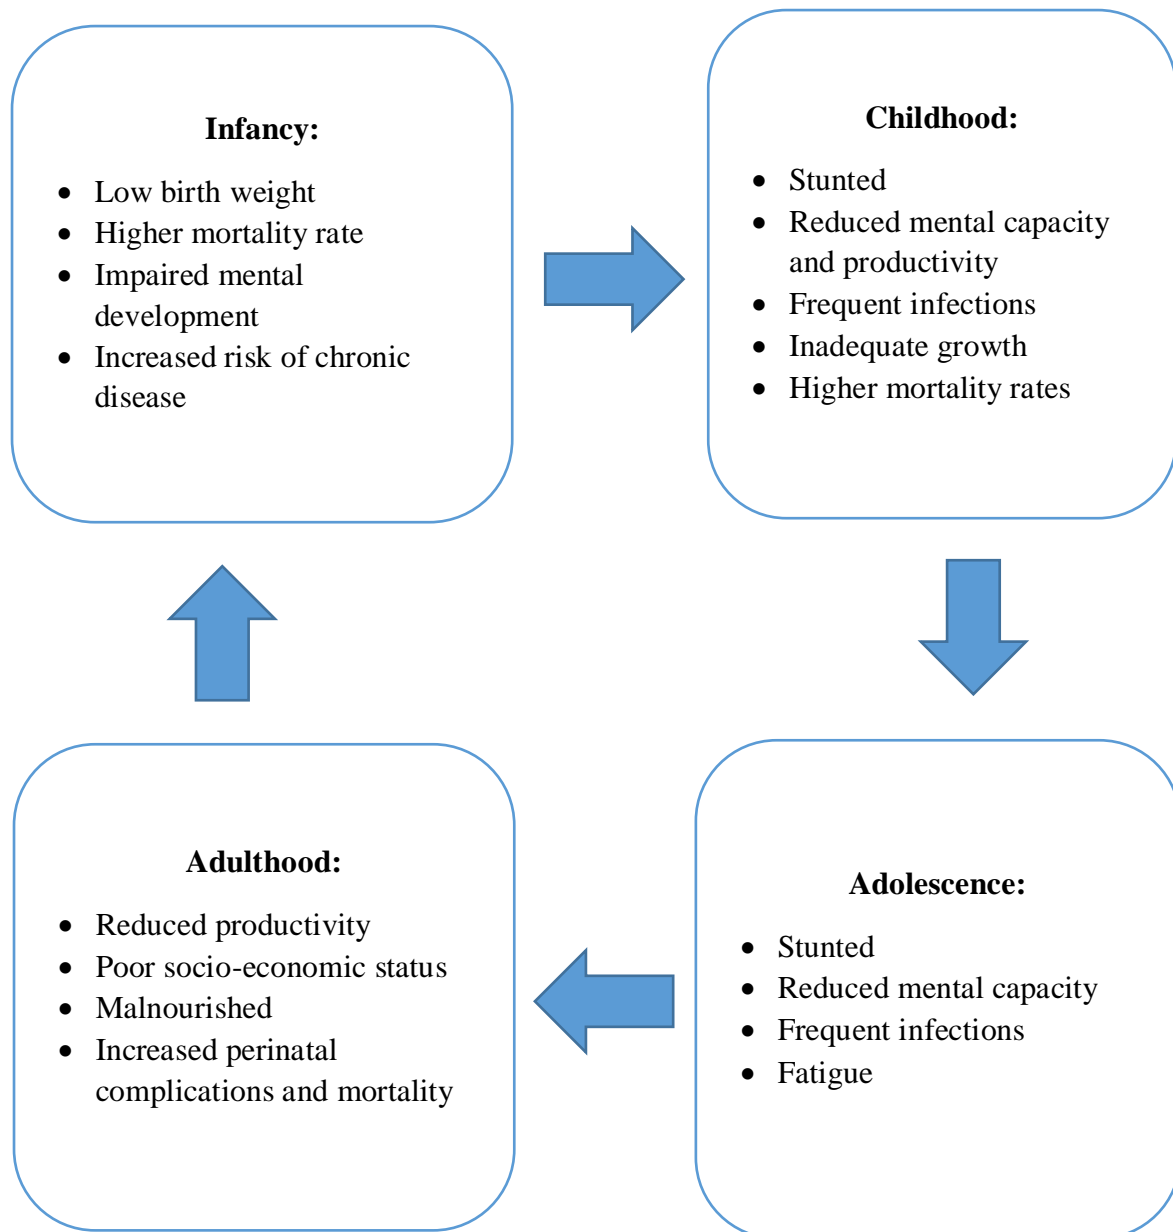 Infancy:
• Low birth weight
• Higher mortality rate
• Impaired mental
development
• Increased risk of chronic
disease
Childhood:
• Stunted
• Reduced mental capacity
and productivity
• Frequent infections
• Inadequate growth
• Higher mortality rates
Adolescence:
• Stunted
• Reduced mental capacity
• Frequent infections
• Fatigue
Adulthood:
• Reduced productivity
• Poor socio-economic status
• Malnourished
• Increased perinatal
complications and mortality